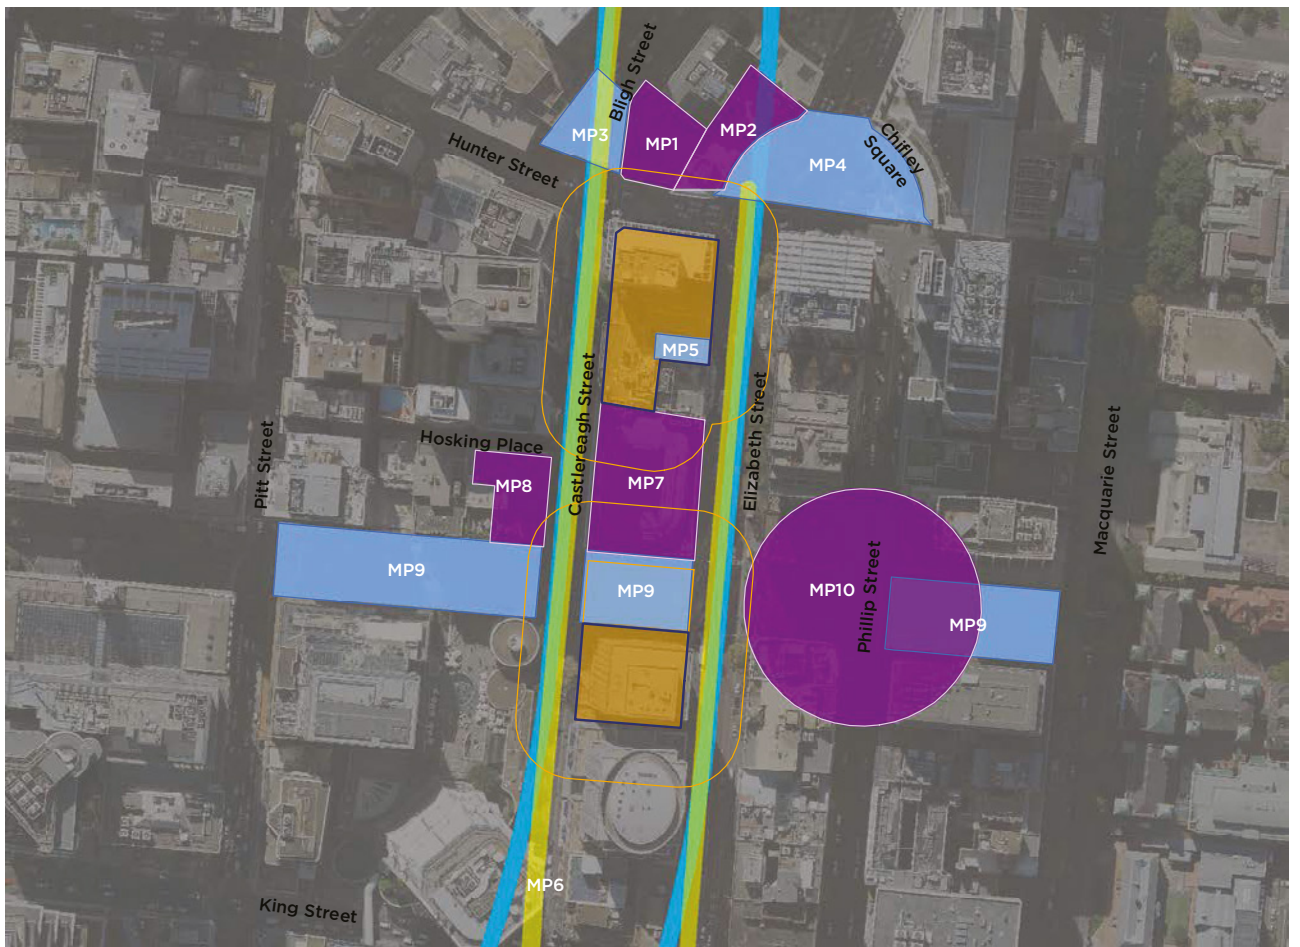 Bligh Street
MP3
MP1
MP2
MP4
Chifley
Square
Hunter Street
MP5
Castlereagh Street
Elizabeth Street
Hosking Place
Pitt Street
MP8
MP7
Macquarie Street
MP9
MP9
MP10
Phillip Street
MP9
MP6
King Street